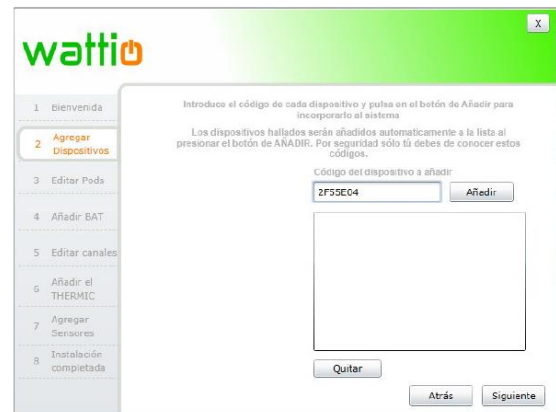 X
wattio
1 Bienvenida
2 Agregar
Dispositivos
3 Editar Pods
4 Añadir BAT
5 Editar canales
6 Añadir el
THERMIC
7 Agregar
Sensores
8 Instalación
completada
Introduce el código de cada dispositivo y pulsa en el botón de Añadir para
incorporarlo al sistema
Los dispositivos hallados serán añadidos automaticamente a la lista al
presionar el botón de AÑADIR. Por seguridad sólo tú debes de conocer estos
códigos.
Código del dispositivo a añadir
2F55E04
Añadir
Quitar
Atrás
Siguiente